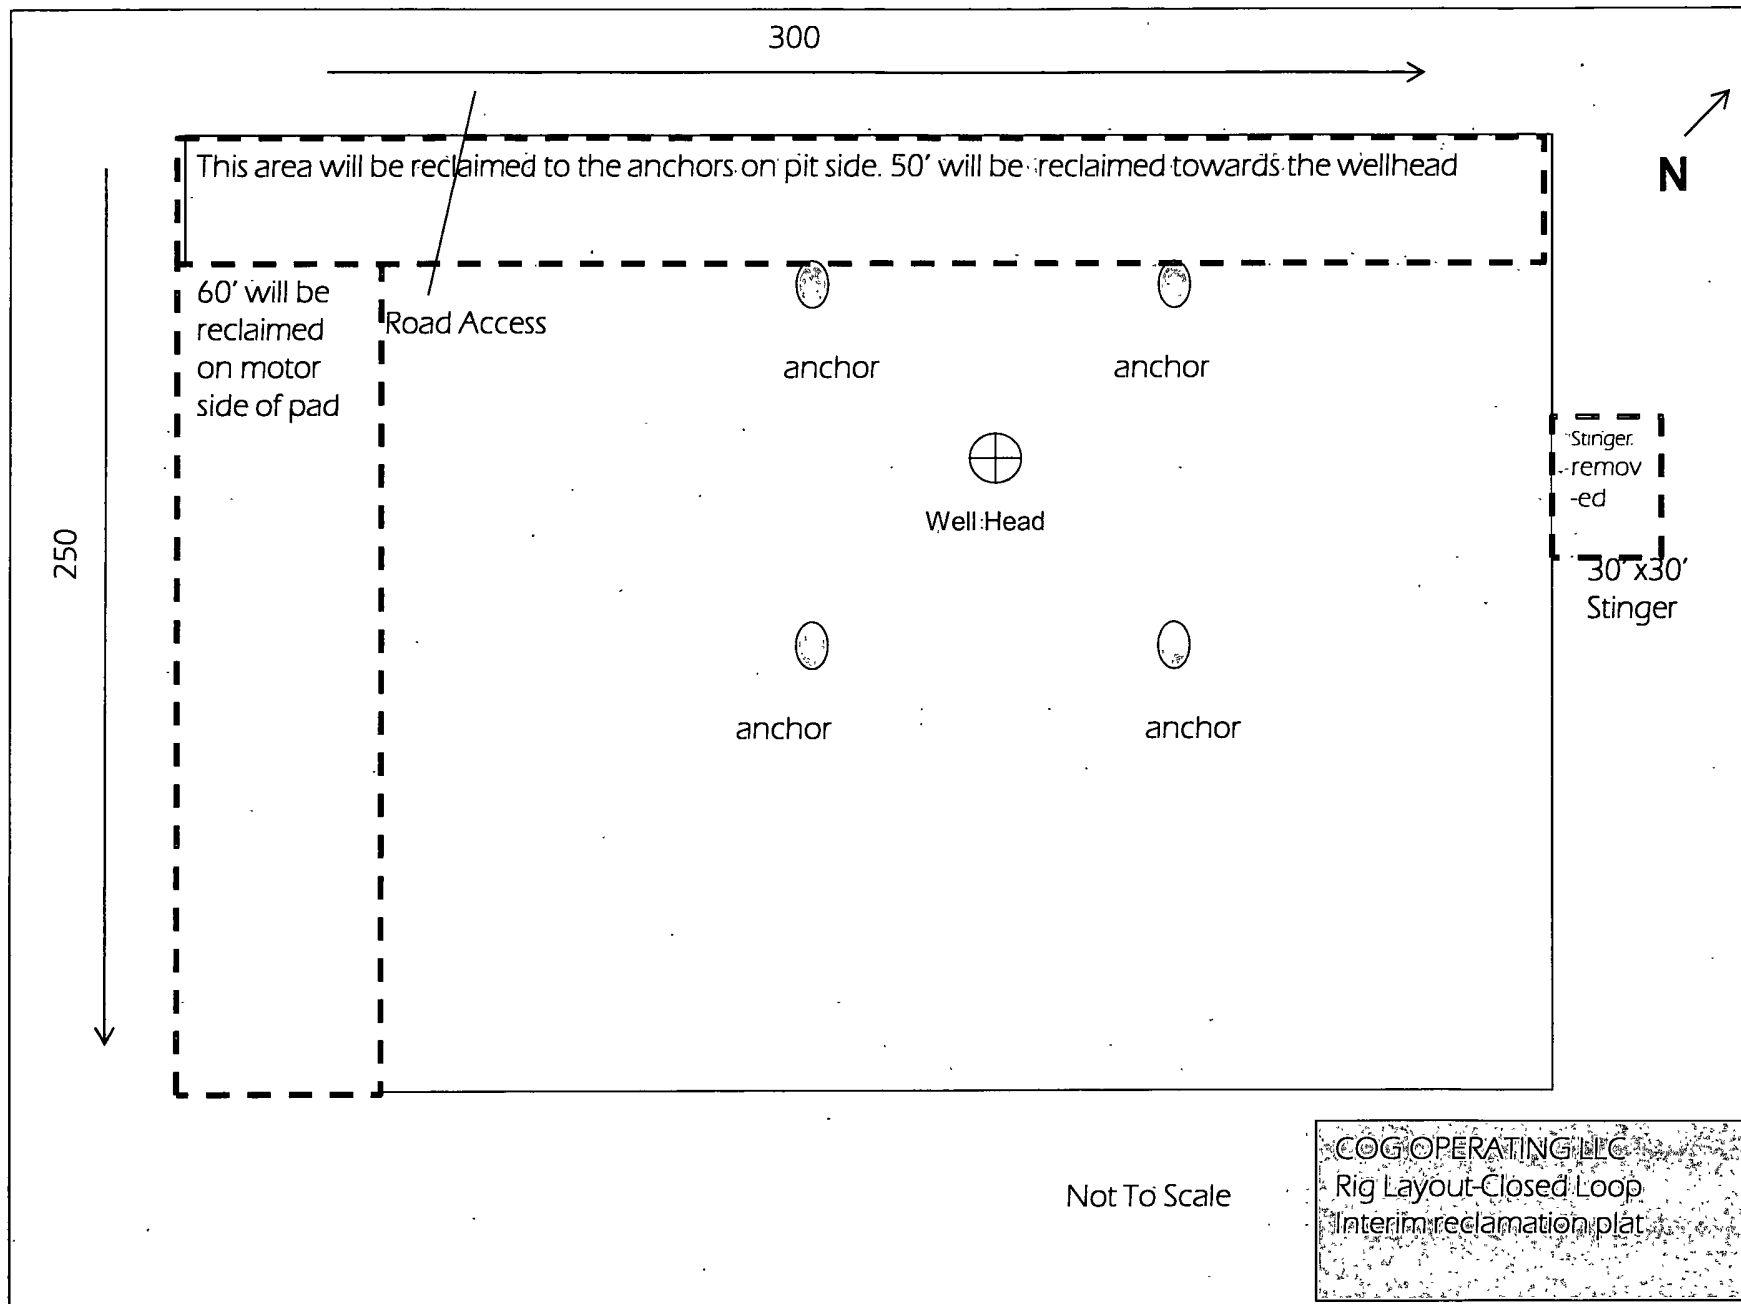 300
N
This area will be reclaimed to the anchors on pit side. 50' will be reclaimed towards the wellhead
60' will be
reclaimed
on motor
side of pad
Road Access
anchor
anchor
Stinger
remov
-ed
Well Head
250
30' x30'
Stinger
anchor
anchor
Not To Scale
COG OPERATING LLC
Rig Layout-Closed Loop
Interim reclamation plat